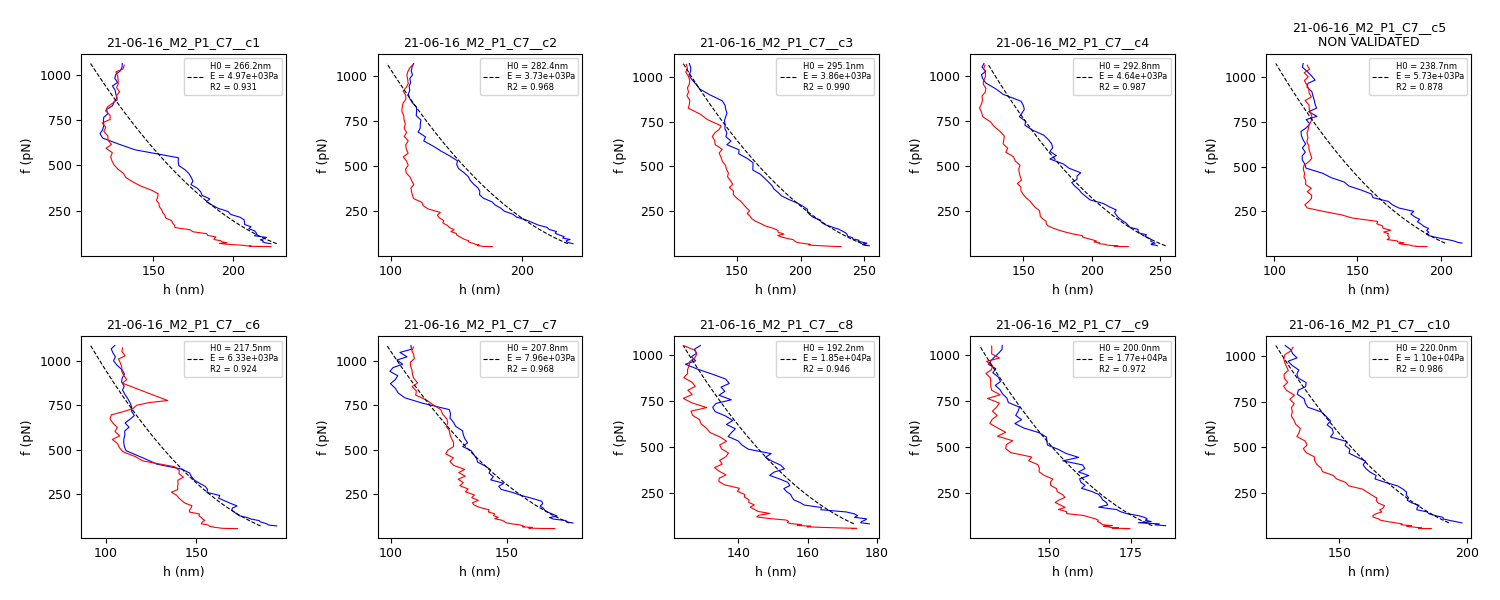 21-06-16_M2_P1_C7__c1
H0 = 266.2nm
E = 4.97e+03Pa
R2 = 0.931
1000
750
500
250
f (pN)
150 200
h (nm)
21-06-16_M2_P1_C7__c2
H0 = 282.4nm
E = 3.73e+03Pa
R2 = 0.968
1000
750
500
250
f (pN)
100 200
h (nm)
21-06-16_M2_P1_C7__c3
H0 = 295.1nm
E = 3.86e+03Pa
R2 = 0.990
1000
750
500
250
f (pN)
150 200 250
h (nm)
21-06-16_M2_P1_C7__c4
H0 = 292.8nm
E = 4.64e+03Pa
R2 = 0.987
1000
750
500
250
f (pN)
150 200 250
h (nm)
21-06-16_M2_P1_C7__c5
NON VALIDATED
H0 = 238.7nm
E = 5.73e+03Pa
R2 = 0.878
1000
750
500
250
f (pN)
100 150 200
h (nm)
21-06-16_M2_P1_C7__c6
H0 = 217.5nm
E = 6.33e+03Pa
R2 = 0.924
1000
750
500
250
f (pN)
100 150
h (nm)
21-06-16_M2_P1_C7__c7
H0 = 207.8nm
E = 7.96e+03Pa
R2 = 0.968
1000
750
500
250
f (pN)
100 150
h (nm)
21-06-16_M2_P1_C7__c8
H0 = 192.2nm
E = 1.85e+04Pa
R2 = 0.946
1000
750
500
250
f (pN)
140 160 180
h (nm)
21-06-16_M2_P1_C7__c9
H0 = 200.0nm
E = 1.77e+04Pa
R2 = 0.972
1000
750
500
250
f (pN)
150 175
h (nm)
21-06-16_M2_P1_C7__c10
H0 = 220.0nm
E = 1.10e+04Pa
R2 = 0.986
1000
750
500
250
f (pN)
150 200
h (nm)